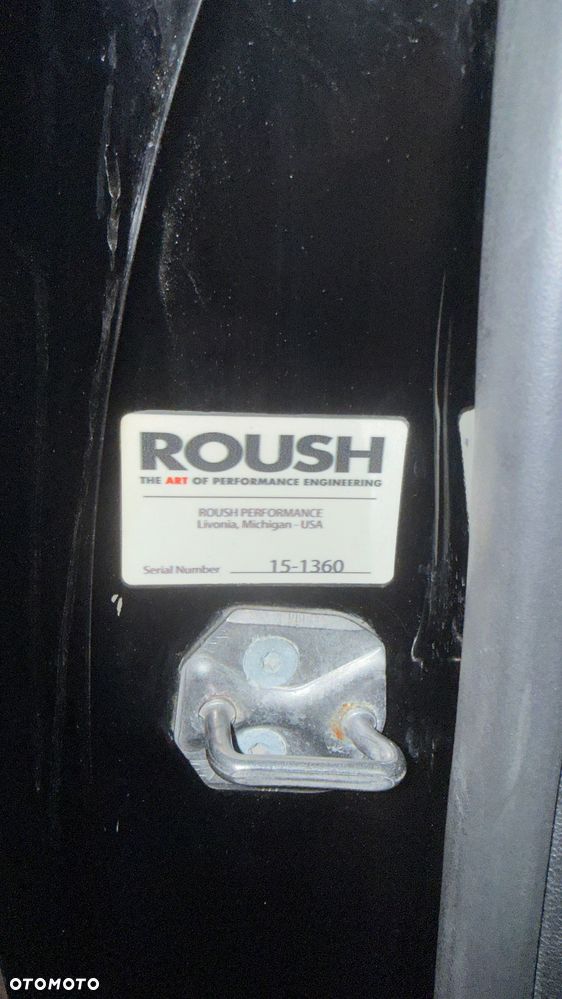 ROUSH
THE ART OF PERFORMANCE ENGINEERING
ROUSH PERFORMANCE
Livonia, Michigan - USA
Serial Number 15-1360
OTOMOTO